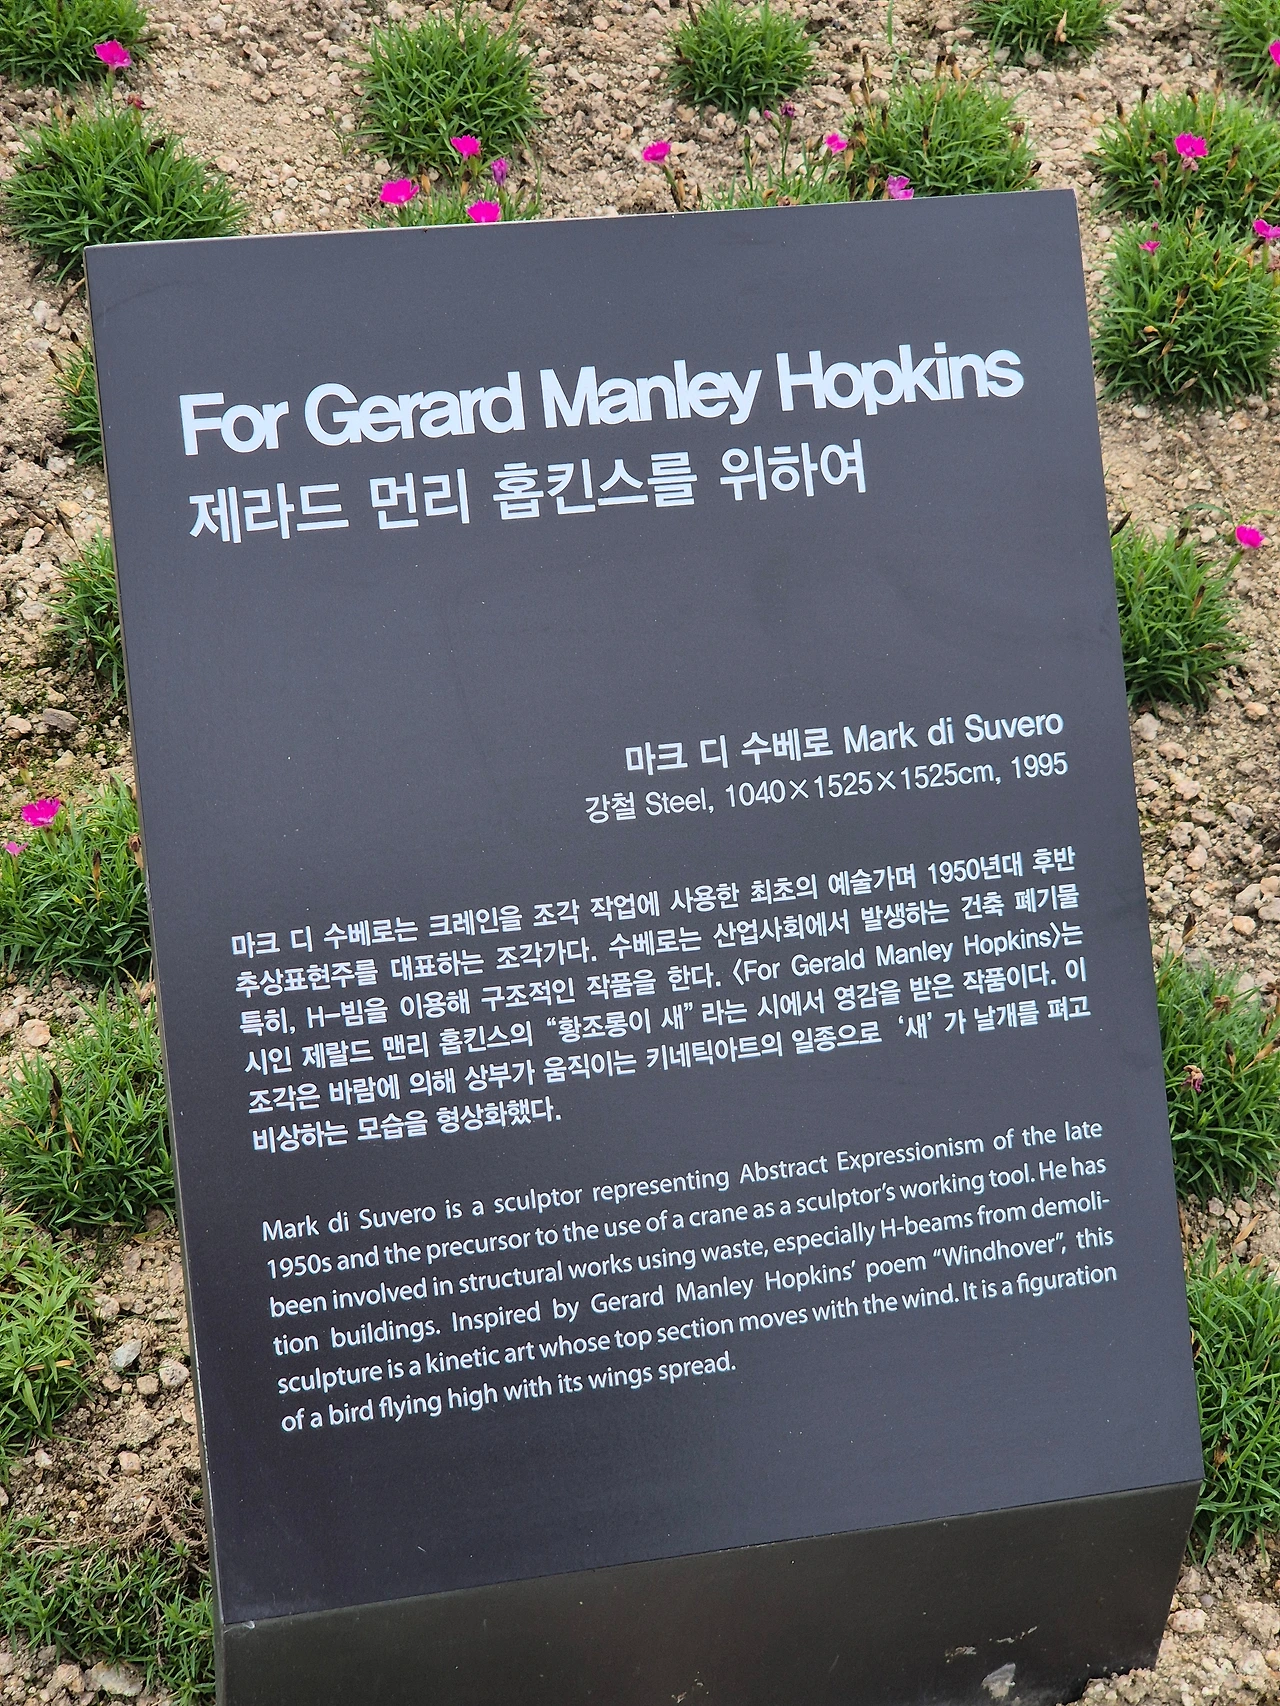 For Gerard Manley Hopkins
제라드 먼리 홉킨스를 위하여
마크 디 수베로 Mark di Suvero
강철 Steel, 1040×1525×1525cm, 1995
마크 디 수베로는 크레인을 조각 작업에 사용한 최초의 예술가며 1950년대 후반
추상표현주를 대표하는 조각가다. 수베로는 산업사회에서 발생하는 건축 폐기물
특히, H-빔을 이용해 구조적인 작품을 한다. 〈For Gerald Manley Hopkins〉는
시인 제랄드 맨리 홉킨스의 “황조롱이 새” 라는 시에서 영감을 받은 작품이다. 이
조각은 바람에 의해 상부가 움직이는 키네틱아트의 일종으로 ‘새’ 가 날개를 펴고
비상하는 모습을 형상화했다.
Mark di Suvero is a sculptor representing Abstract Expressionism of the late
1950s and the precursor to the use of a crane as a sculptor’s working tool. He has
been involved in structural works using waste, especially H-beams from demoli-
tion buildings. Inspired by Gerard Manley Hopkins’ poem “Windhover”, this
sculpture is a kinetic art whose top section moves with the wind. It is a figuration
of a bird flying high with its wings spread.